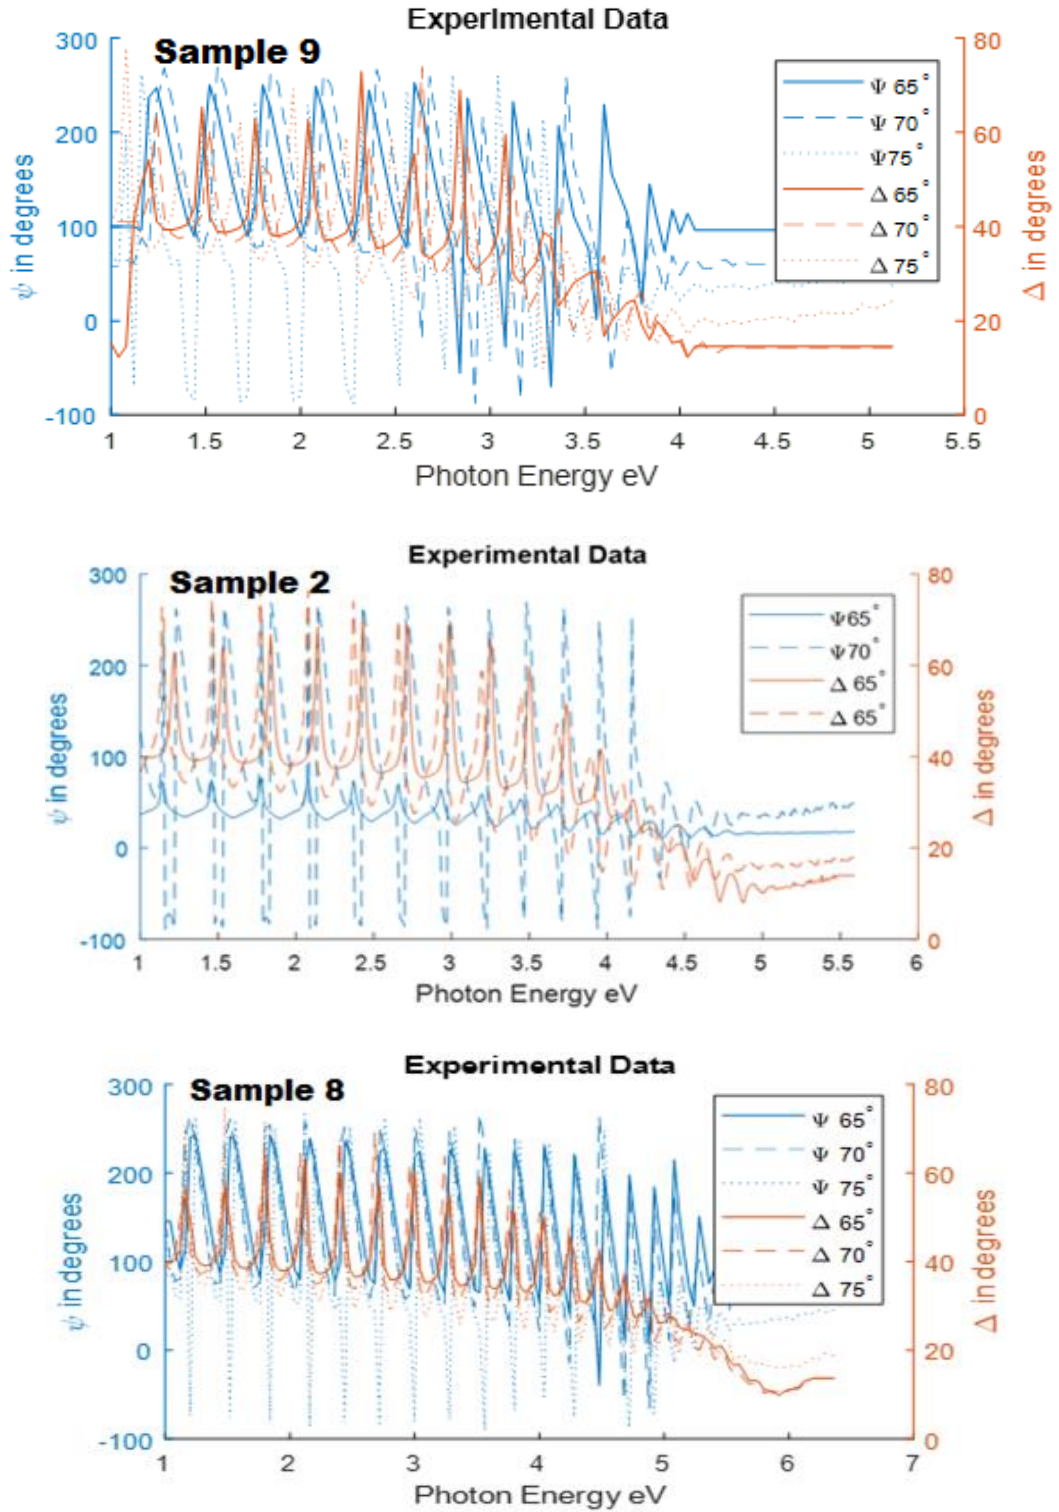 Experimental Data
Sample 9
300
200
100
0
-100
80
60
40
20
0
ψ in degrees
Δ in degrees
Ψ 65°
Ψ 70°
Ψ75°
Δ 65°
Δ 70°
Δ 75°
1 1.5 2 2.5 3 3.5 4 4.5 5 5.5
Photon Energy eV
Experimental Data
Sample 2
300
200
100
0
-100
80
60
40
20
0
ψ in degrees
Δ in degrees
Ψ65°
Ψ70°
Δ 65°
Δ 65°
1 1.5 2 2.5 3 3.5 4 4.5 5 5.5 6
Photon Energy eV
Experimental Data
Sample 8
300
200
100
0
-100
80
60
40
20
0
ψ in degrees
Δ in degrees
Ψ 65°
Ψ 70°
Ψ 75°
Δ 65°
Δ 70°
Δ 75°
1 2 3 4 5 6 7
Photon Energy eV